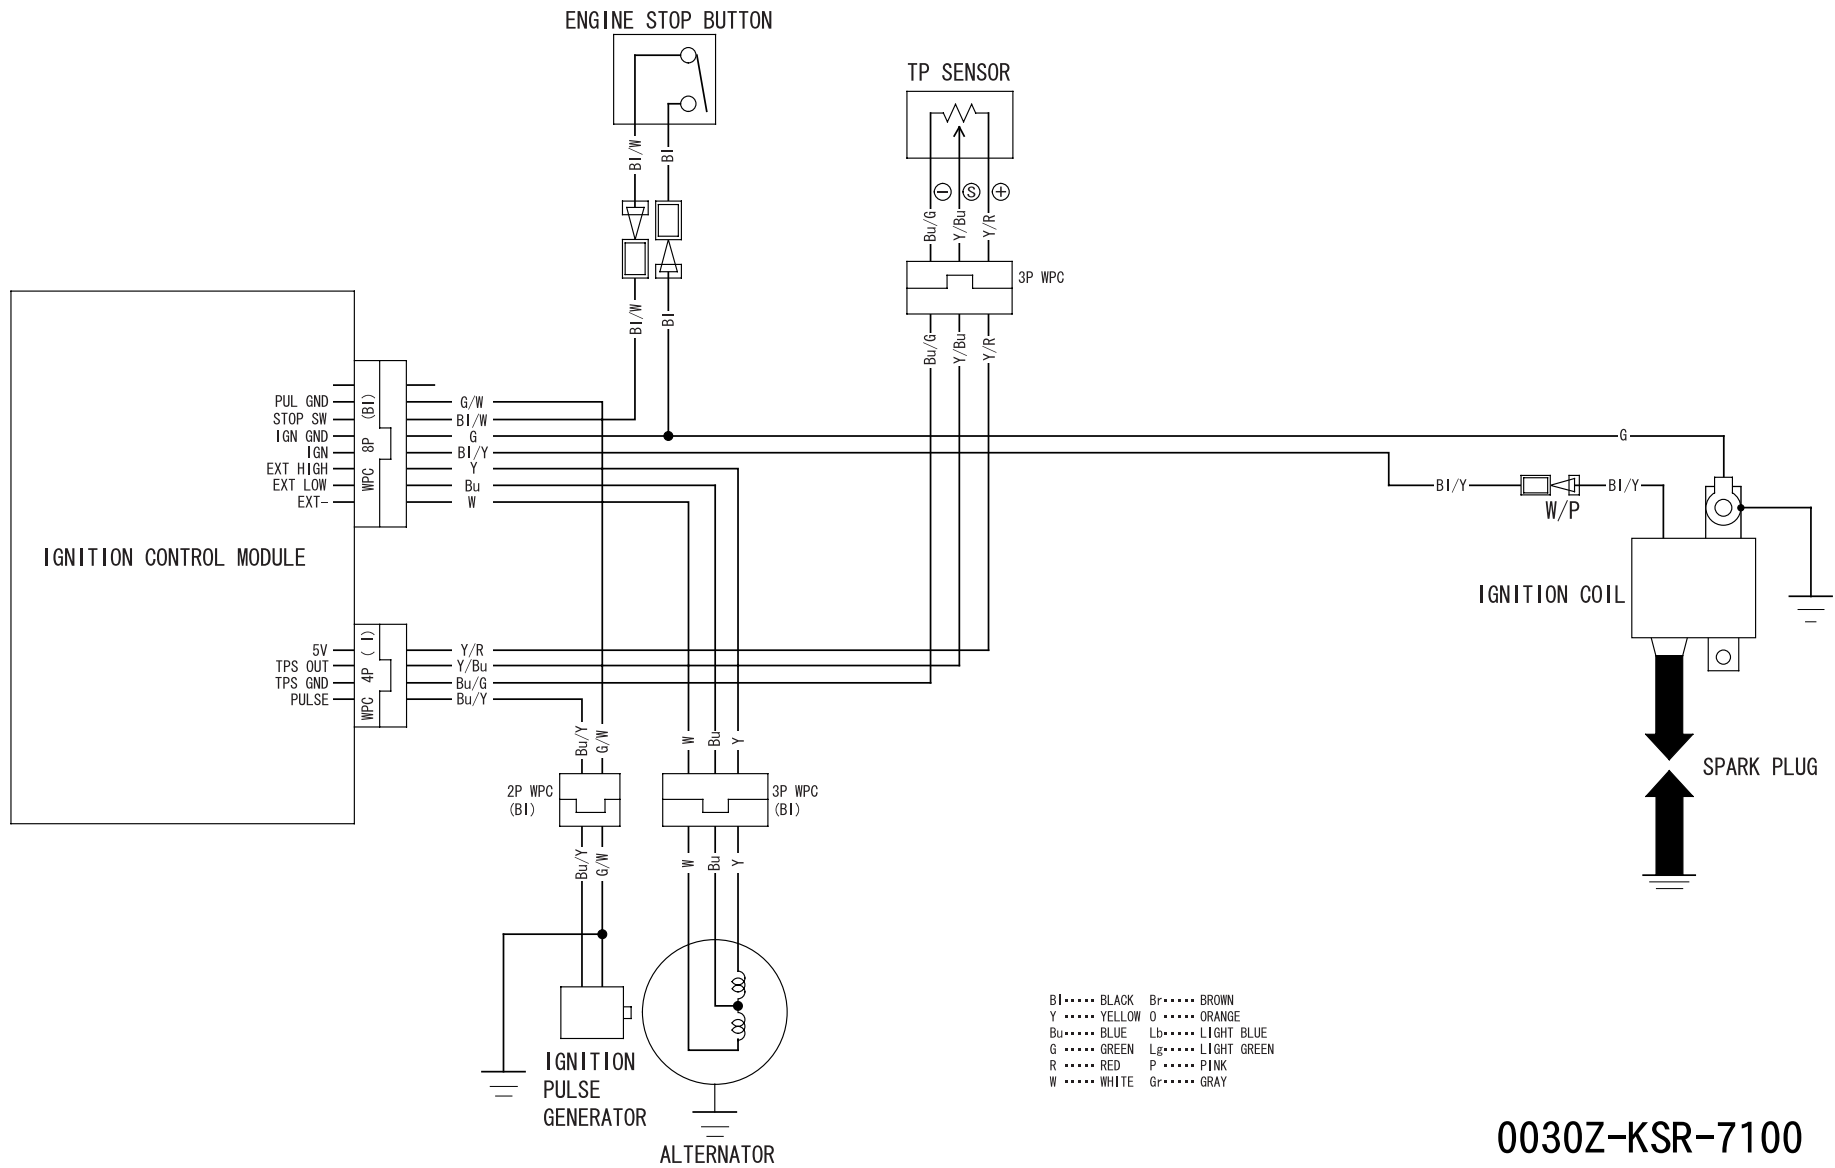 ENGINE STOP BUTTON
TP SENSOR
Bl/W
Bl
− S +
Bu/G
Y/Bu
Y/R
3P WPC
Bl/W
Bl
Bu/G
Y/Bu
Y/R
PUL GND
STOP SW
IGN GND
IGN
EXT HIGH
EXT LOW
EXT-
WPC 8P (Bl)
G/W
Bl/W
G
Bl/Y
Y
Bu
W
G
Bl/Y
Bl/Y
W/P
IGNITION CONTROL MODULE
IGNITION COIL
5V
TPS OUT
TPS GND
PULSE
WPC 4P ( l)
Y/R
Y/Bu
Bu/G
Bu/Y
Bu/Y
G/W
W
Bu
Y
2P WPC
(Bl)
3P WPC
(Bl)
SPARK PLUG
Bu/Y
G/W
W
Bu
Y
IGNITION
PULSE
GENERATOR
ALTERNATOR
Bl ····· BLACK Br ····· BROWN
Y ····· YELLOW O ····· ORANGE
Bu ····· BLUE Lb ····· LIGHT BLUE
G ····· GREEN Lg ····· LIGHT GREEN
R ····· RED P ····· PINK
W ····· WHITE Gr ····· GRAY
0030Z-KSR-7100